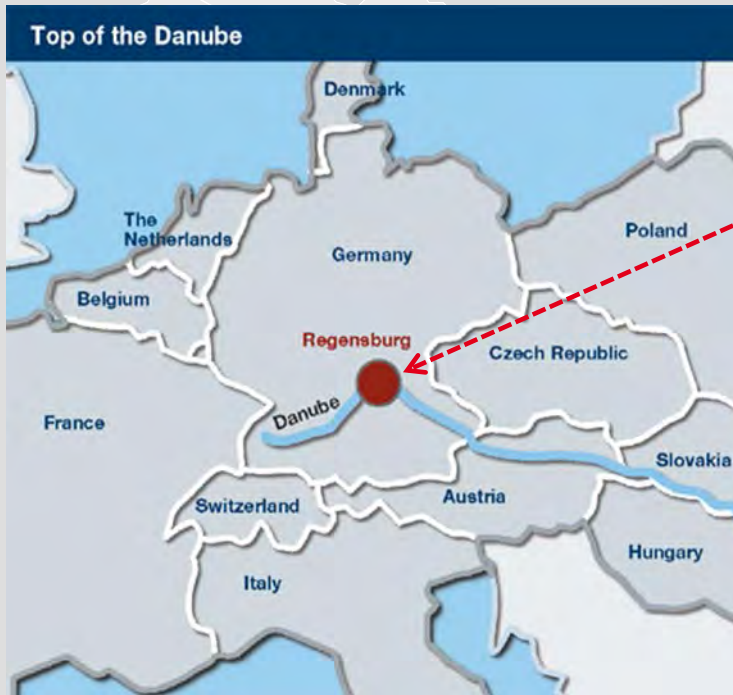 Top of the Danube
Denmark
The
Netherlands
Poland
Germany
Belgium
Regensburg
Czech Republic
Danube
France
Slovakia
Switzerland
Austria
Hungary
Italy